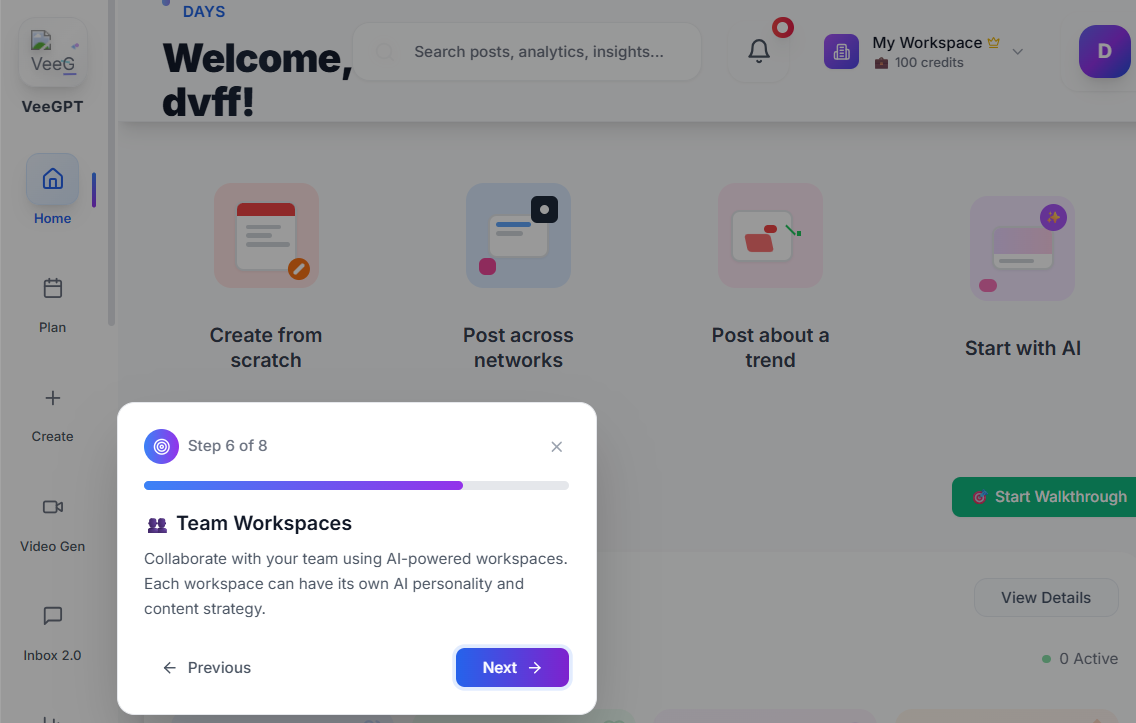 VeeG
VeeGPT
Home
Plan
Create
Video Gen
Inbox 2.0
DAYS
Welcome,
dvff!
Search posts, analytics, insights...
My Workspace
100 credits
D
Create from
scratch
Post across
networks
Post about a
trend
Start with AI
Start Walkthrough
View Details
0 Active
Step 6 of 8
Team Workspaces
Collaborate with your team using AI-powered workspaces.
Each workspace can have its own AI personality and
content strategy.
Previous
Next